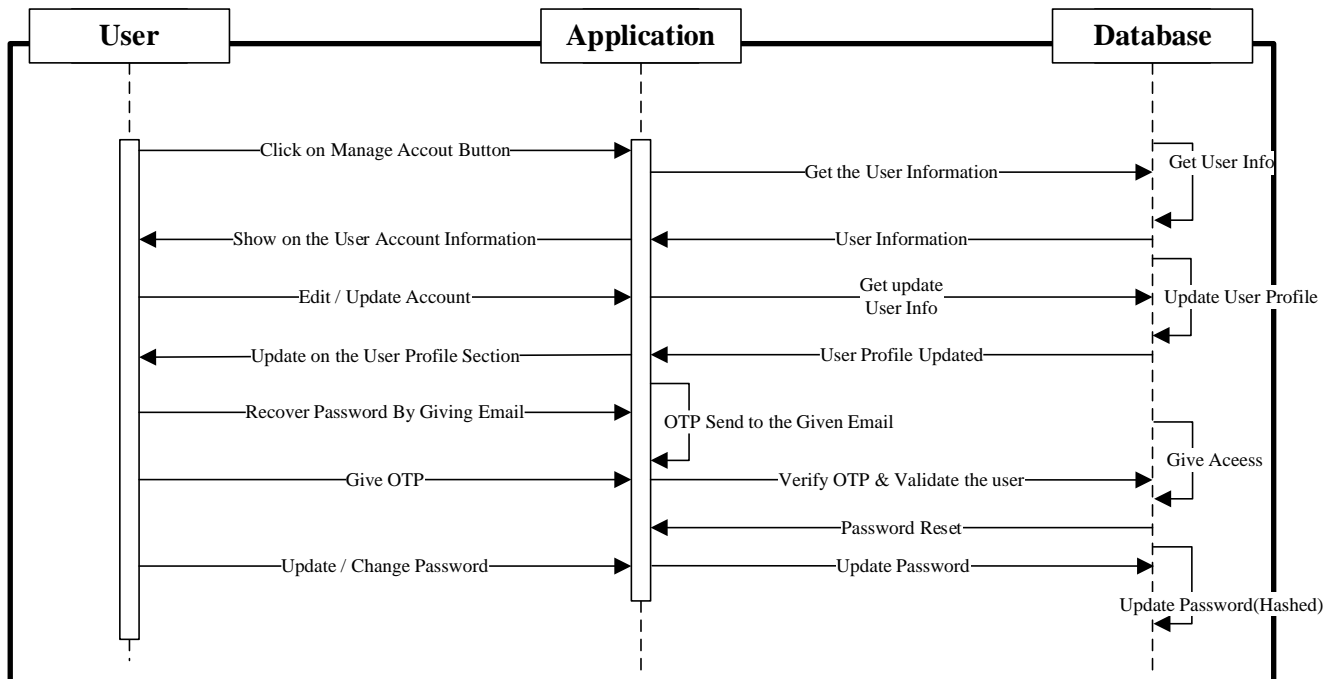 User
Application
Database
Click on Manage Accout Button
Get User Info
Get the User Information
Show on the User Account Information
User Information
Edit / Update Account
Get update
User Info
Update User Profile
Update on the User Profile Section
User Profile Updated
Recover Password By Giving Email
OTP Send to the Given Email
Give Aceess
Give OTP
Verify OTP & Validate the user
Password Reset
Update / Change Password
Update Password
Update Password(Hashed)